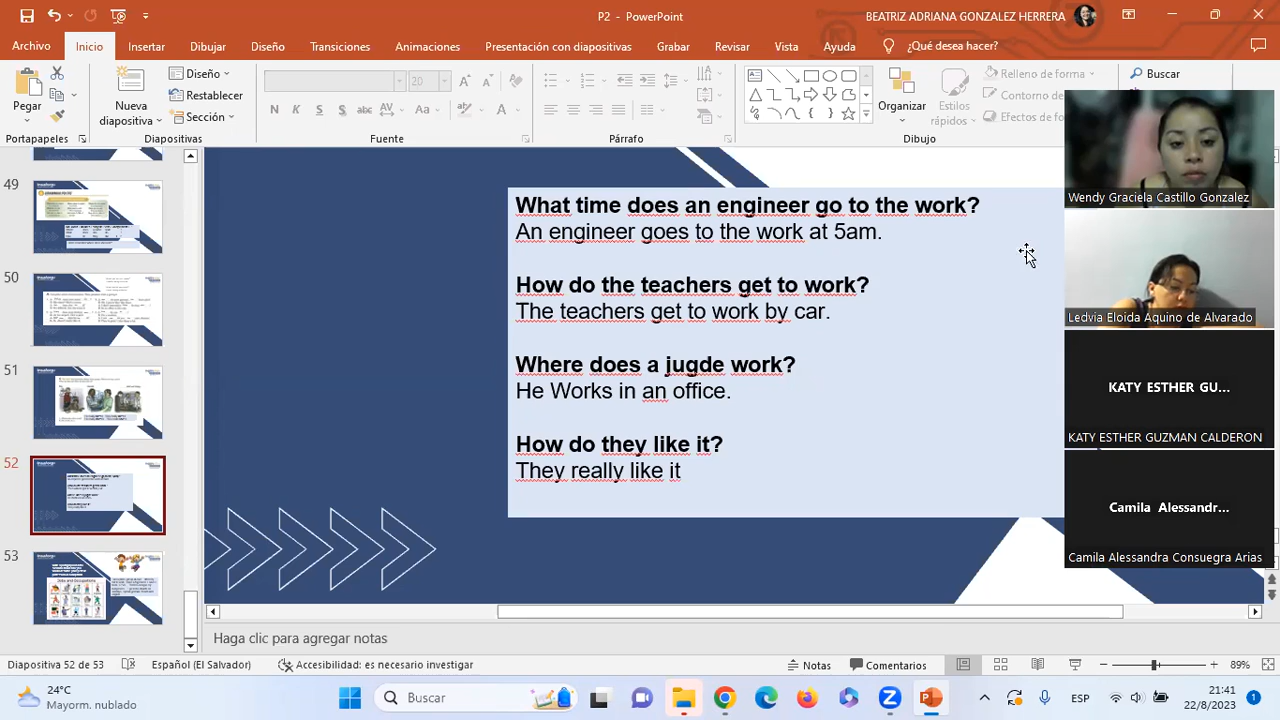 P2 - PowerPoint
BEATRIZ ADRIANA GONZALEZ HERRERA
Archivo Inicio Insertar Dibujar Diseño Transiciones Animaciones Presentación con diapositivas Grabar Revisar Vista Ayuda ¿Qué desea hacer?
Pegar
Nueva diapositiva
Diseño
Restablecer
Sección
20
N K S abc AV Aa A
Organizar
Estilos rápidos
Relleno de forma
Contorno de
Efectos de fo
Buscar
Portapapeles Diapositivas Fuente Párrafo Dibujo
49
50
51
52
53
What time does an engineer go to the work?
An engineer goes to the work at 5am.
How do the teachers get to work?
The teachers get to work by car.
Where does a jugde work?
He Works in an office.
How do they like it?
They really like it
Wendy Graciela Castillo Gonzalez
Ledvia Eloida Aquino de Alvarado
KATY ESTHER GU...
KATY ESTHER GUZMAN CALDERON
Camila Alessandr...
Camila Alessandra Consuegra Arias
Haga clic para agregar notas
Diapositiva 52 de 53 Español (El Salvador) Accesibilidad: es necesario investigar Notas Comentarios 89%
24°C
Mayorm. nublado
Buscar
ESP
21:41
22/8/2023
1